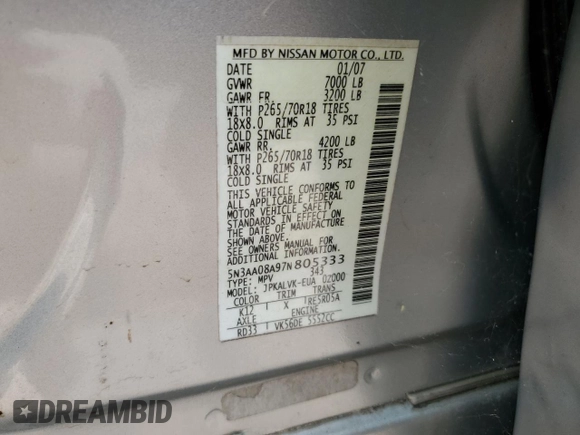 MFD BY NISSAN MOTOR CO., LTD.
DATE 01/07
GVWR 7000 LB
GAWR FR. 3200 LB
WITH P265/70R18 TIRES
18X8.0 RIMS AT 35 PSI
COLD SINGLE
GAWR RR. 4200 LB
WITH P265/70R18 TIRES
18X8.0 RIMS AT 35 PSI
COLD SINGLE
THIS VEHICLE CONFORMS TO
ALL APPLICABLE FEDERAL
MOTOR VEHICLE SAFETY
STANDARDS IN EFFECT ON
THE DATE OF MANUFACTURE
SHOWN ABOVE.
SEE OWNERS MANUAL FOR
ADDITIONAL INFORMATION.
5N3AA08A97N805333
TYPE: MPV 343
MODEL: JPKALVK-EUA 02000
COLOR TRIM TRANS
K12 X RE5R05A
AXLE ENGINE
RD33 VK56DE 5552CC
DREAMBID